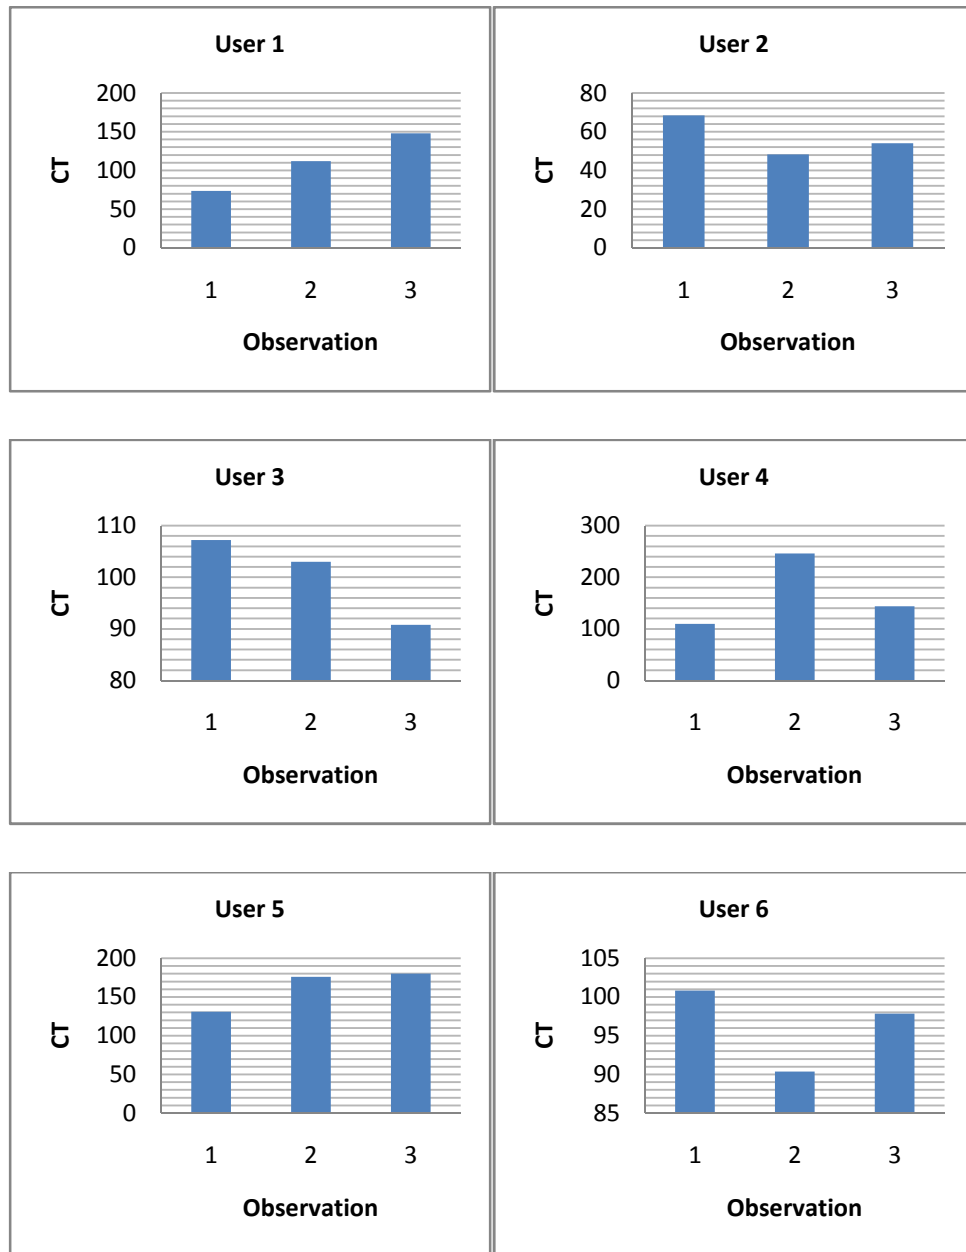 User 1
200
150
100
50
0
CT
1 2 3
Observation
User 2
80
60
40
20
0
CT
1 2 3
Observation
User 3
110
100
90
80
CT
1 2 3
Observation
User 4
300
200
100
0
CT
1 2 3
Observation
User 5
200
150
100
50
0
CT
1 2 3
Observation
User 6
105
100
95
90
85
CT
1 2 3
Observation